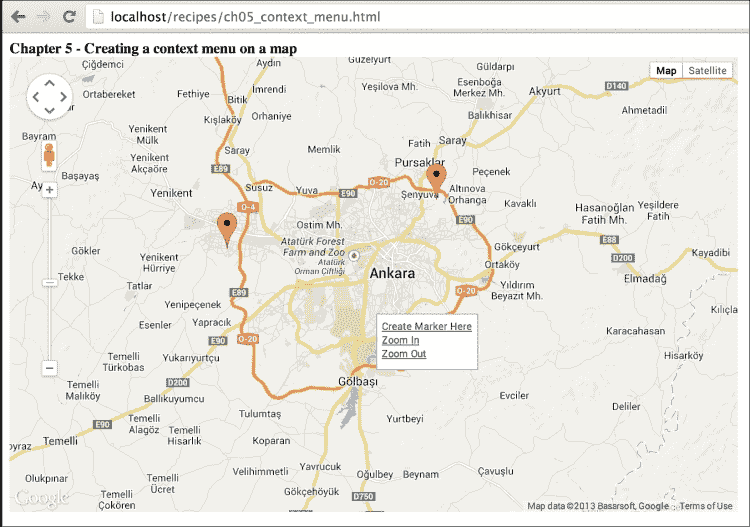 localhost/recipes/ch05_context_menu.html
Chapter 5 - Creating a context menu on a map
Çiğdemci
Aydın
Güzelyurt
Güldarpı
Map
Satellite
Ortabereket
Fethiye
Bitik
İmrendi
Yeşilova Mh.
Esenboğa
Merkez Mh.
Akyurt
D140
Kışlaköy
Orhaniye
Balıkhisar
Ahmetadil
Bayram
Yenikent
Mülk
Saray
Memlik
Fatih
Saray
Yenikent
Akçaören
Pursaklar
Peçenek
Başayaş
E89
O-20
Yenikent
Susuz
Yuva
E90
Şenyuva
Altınova
Orhanga
Kavaklı
Hasanoğlan
Fatih Mh.
Yeşildere
Fatih
D-4
Ostim Mh.
E90
Gökler
Atatürk Forest
Farm and Zoo
Atatürk
Orman Çiftliği
Gökçeyurt
E88
D200
Kayadibi
Yenikent
Hürriye
Ankara
Ortaköy
Tekke
Elmadağ
Tatlar
E89
O-20
Yıldırım
Beyazıt Mh.
Yenipeçenek
Kılıçla
Esenler
Yapracık
Create Marker Here
Karacahasan
E90
O-20
Zoom In
Temelli
Türkobas
Yukarıyurtçu
Zoom Out
Hisarköy
D200
Gölbaşı
Temelli
Malıköy
Ballıkuyumcu
Evciler
Deliler
E90
Temelli
Alagöz
Tulumtaş
Yurtbeyi
Temelli
Temelli
Hisarlık
Koparan
oyraz
Yavrucuk
Çavuşlu
Olukpınar
Temelli
Ücret
Velihimmetli
Oğulbey
Beynam
Temelli
Çokören
Gökçehöyük
D750
Google
Map data ©2013 Basarsoft, Google
Terms of Use